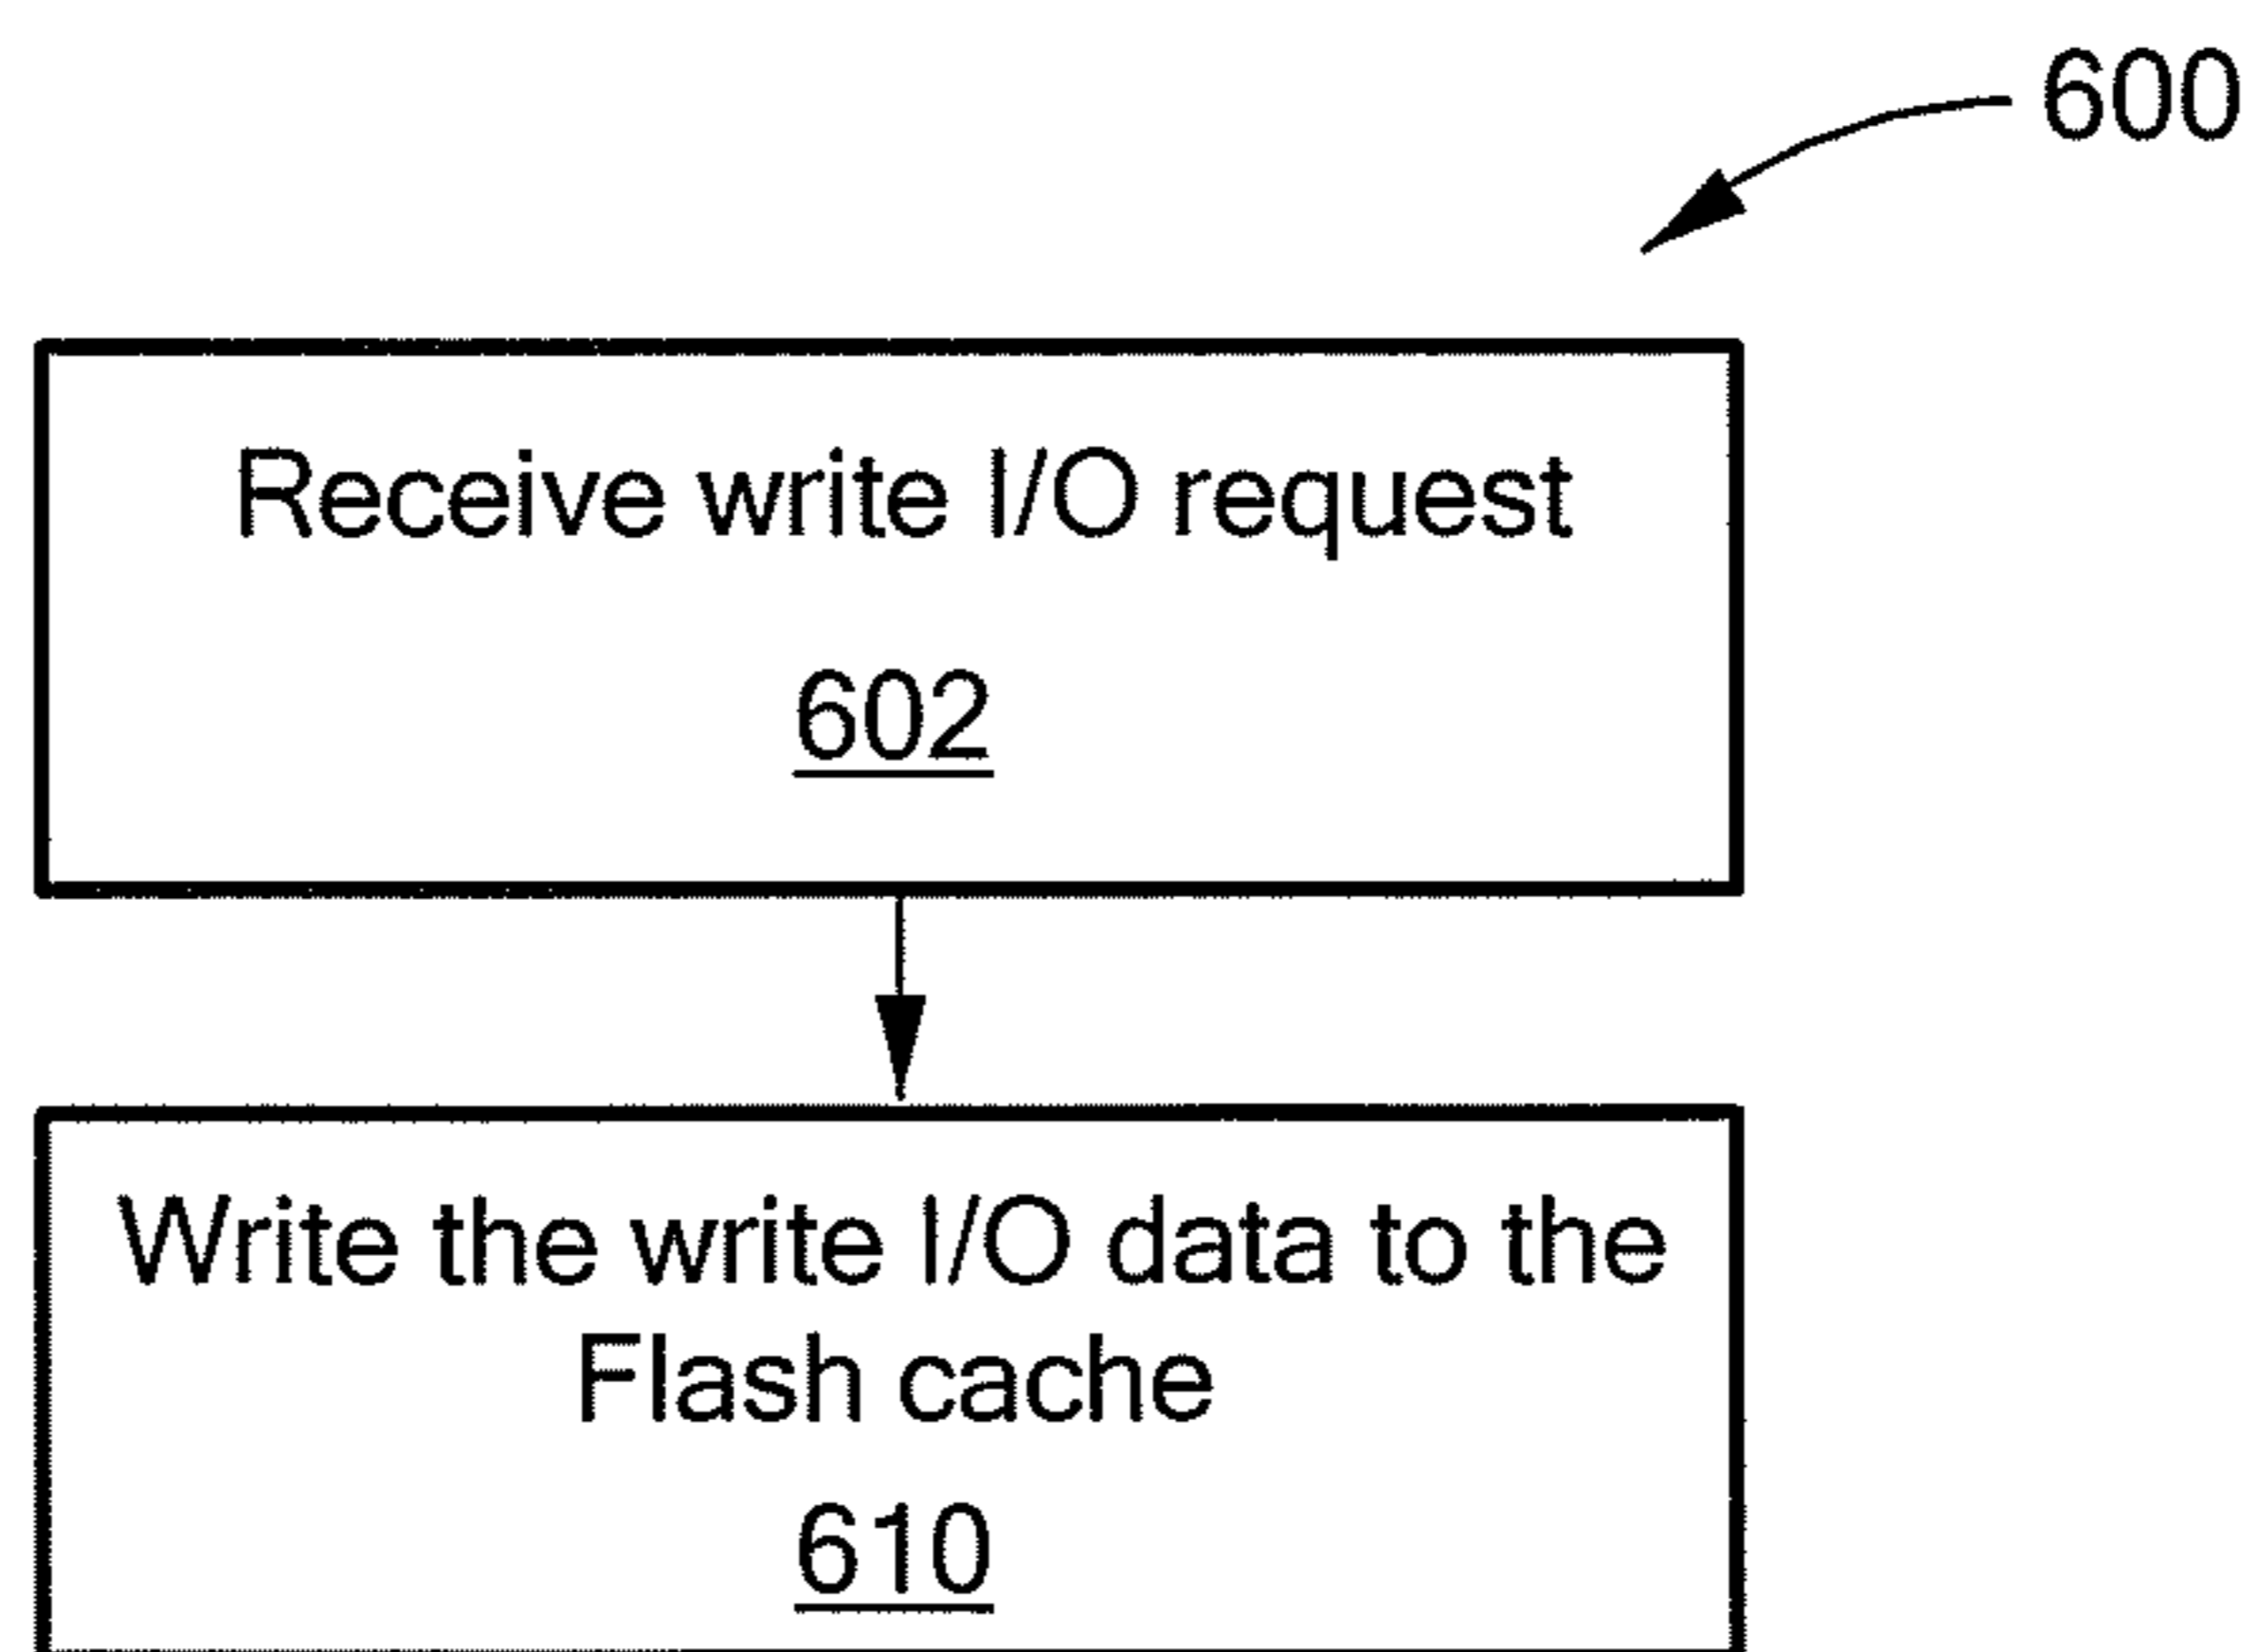 600
Receive write I/O request
602
Write the write I/O data to the
Flash cache
610